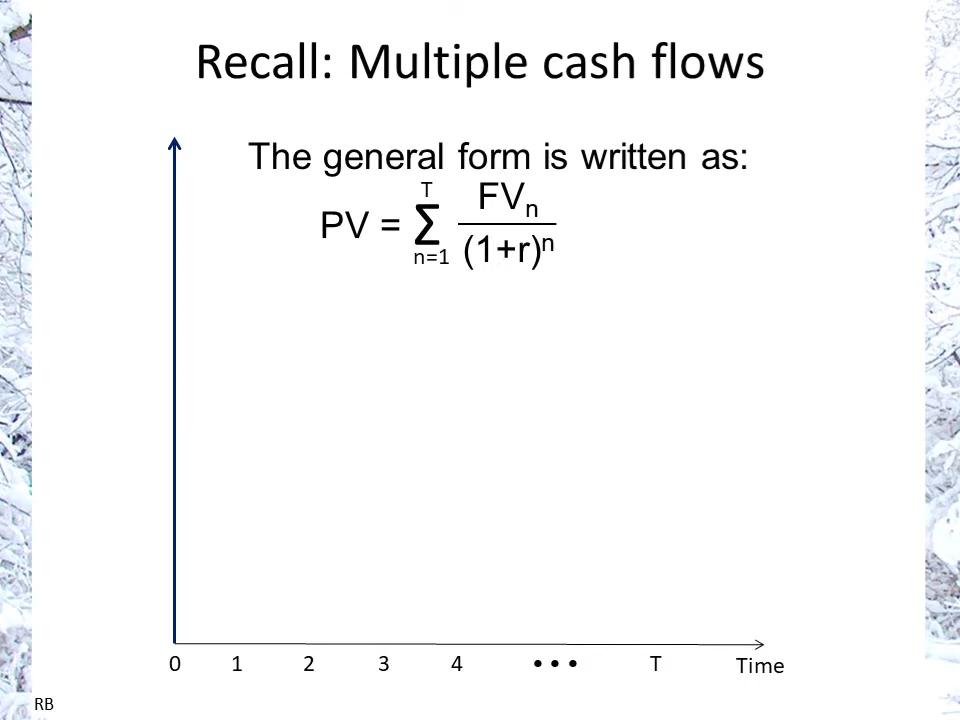 Recall: Multiple cash flows
The general form is written as:
T
PV = Σ FVₙ
n=1 (1+r)ⁿ
0 1 2 3 4 ••• T Time
RB